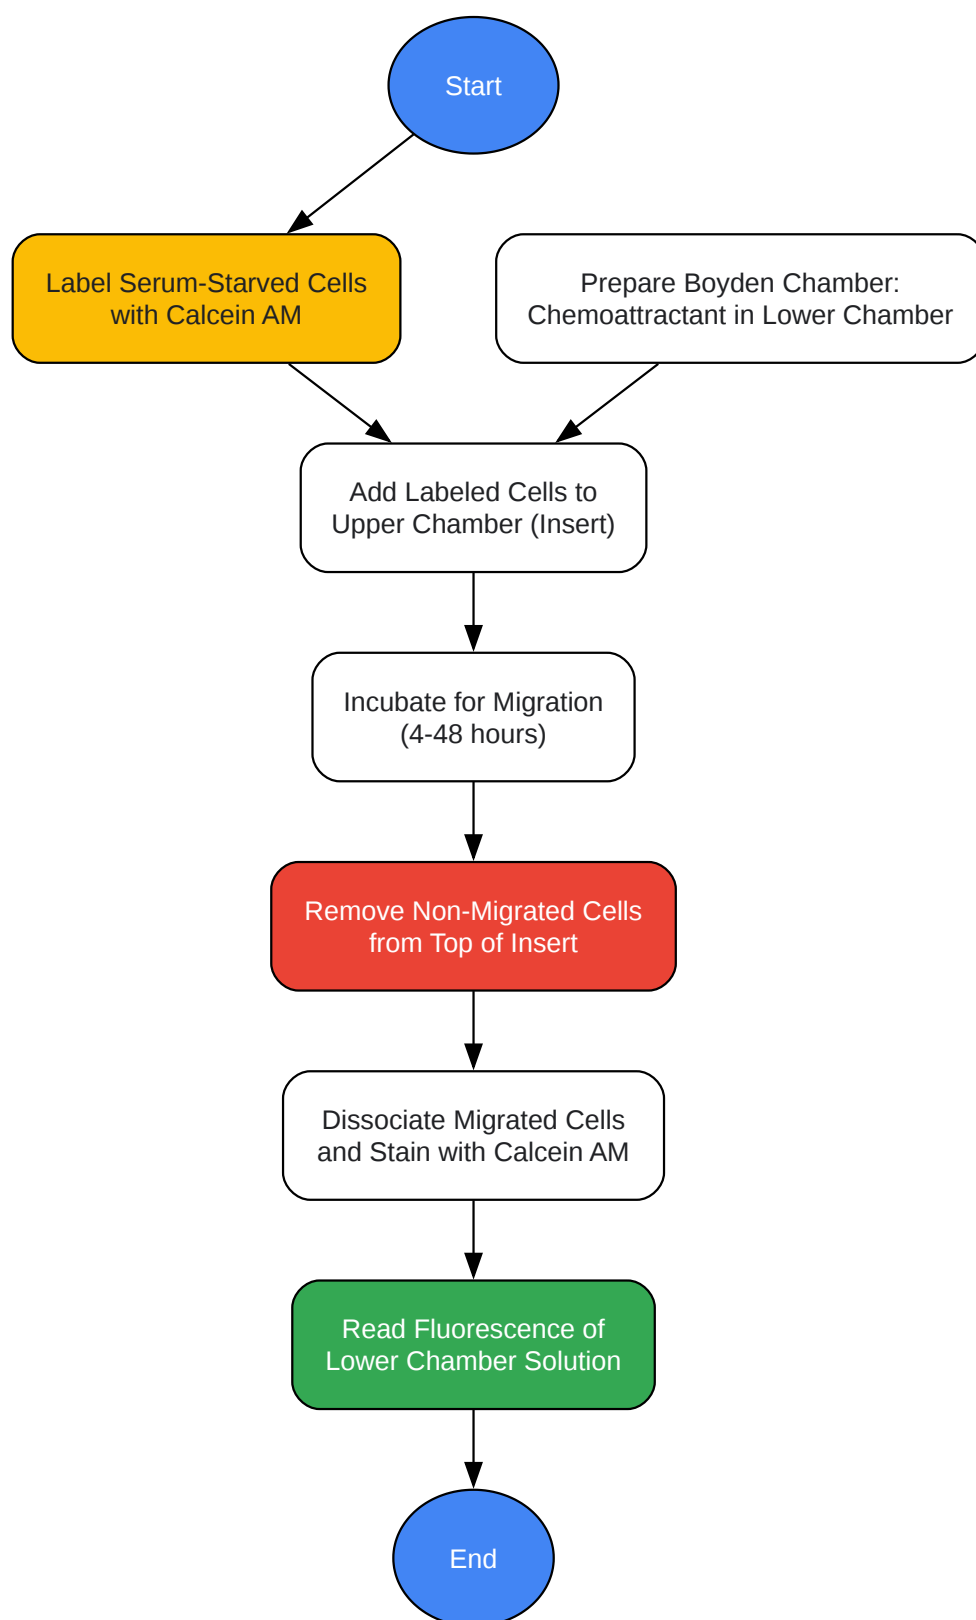 Start
Label Serum-Starved Cells
with Calcein AM
Prepare Boyden Chamber:
Chemoattractant in Lower Chamber
Add Labeled Cells to
Upper Chamber (Insert)
Incubate for Migration
(4-48 hours)
Remove Non-Migrated Cells
from Top of Insert
Dissociate Migrated Cells
and Stain with Calcein AM
Read Fluorescence of
Lower Chamber Solution
End